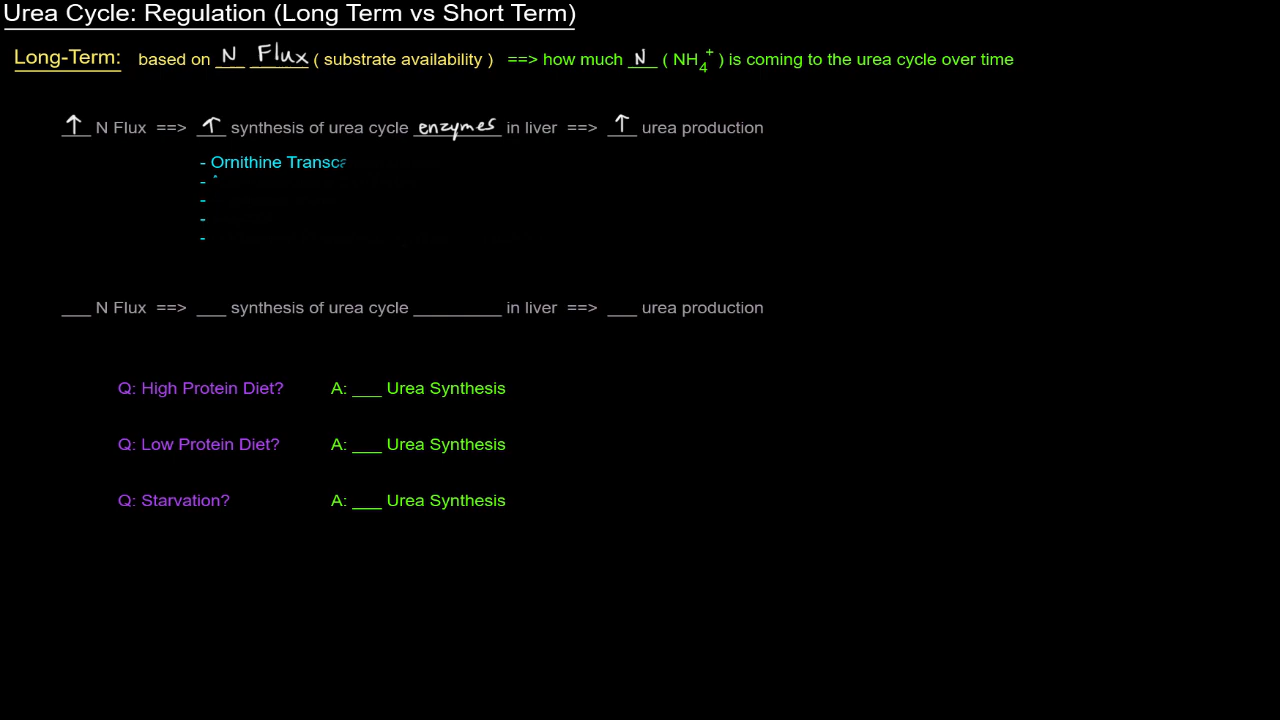 Urea Cycle: Regulation (Long Term vs Short Term)
Long-Term: based on N Flux ( substrate availability ) ==> how much N ( NH4+ ) is coming to the urea cycle over time
↑ N Flux ==> ↑ synthesis of urea cycle enzymes in liver ==> ↑ urea production
- Ornithine
-
-
-
-
___ N Flux ==> ___ synthesis of urea cycle _________ in liver ==> ___ urea production
Q: High Protein Diet? A: ___ Urea Synthesis
Q: Low Protein Diet? A: ___ Urea Synthesis
Q: Starvation? A: ___ Urea Synthesis